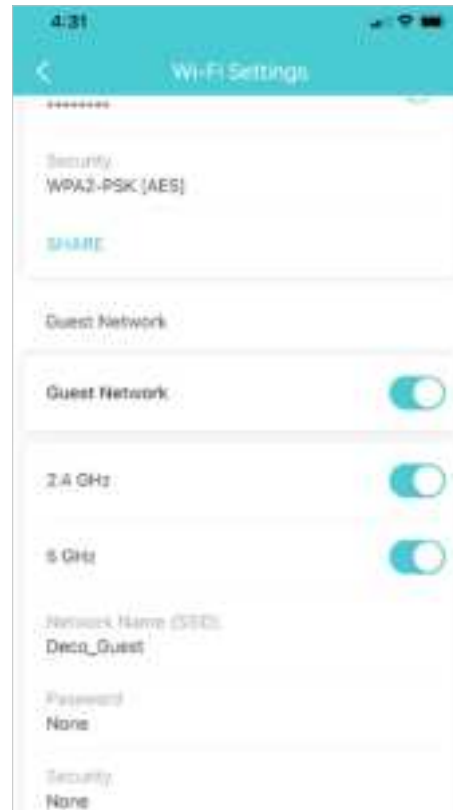 4:31
Wi-Fi Settings
********
Security
WPA2-PSK [AES]
SHARE
Guest Network
Guest Network
2.4 GHz
5 GHz
Network Name (SSID)
Deco_Guest
Password
None
Security
None